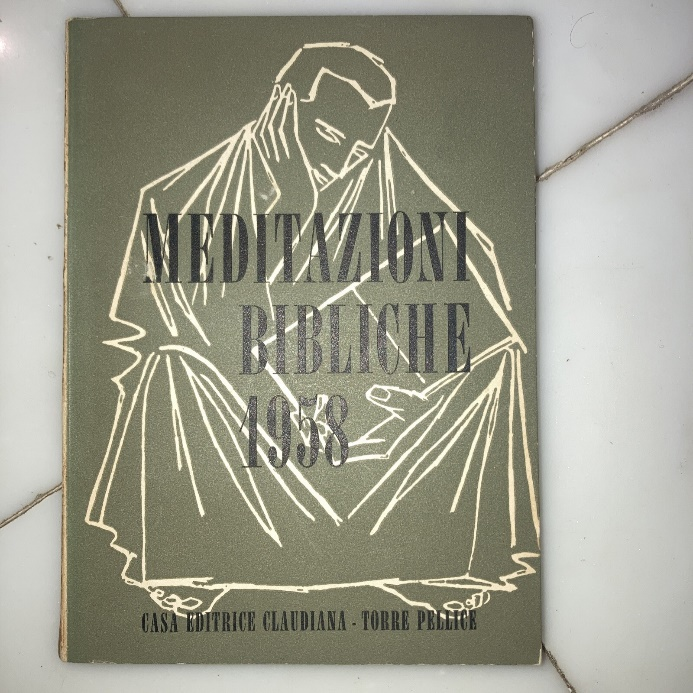 MEDITAZIONI
BIBLICHE
1958
CASA EDITRICE CLAUDIANA - TORRE PELLICE